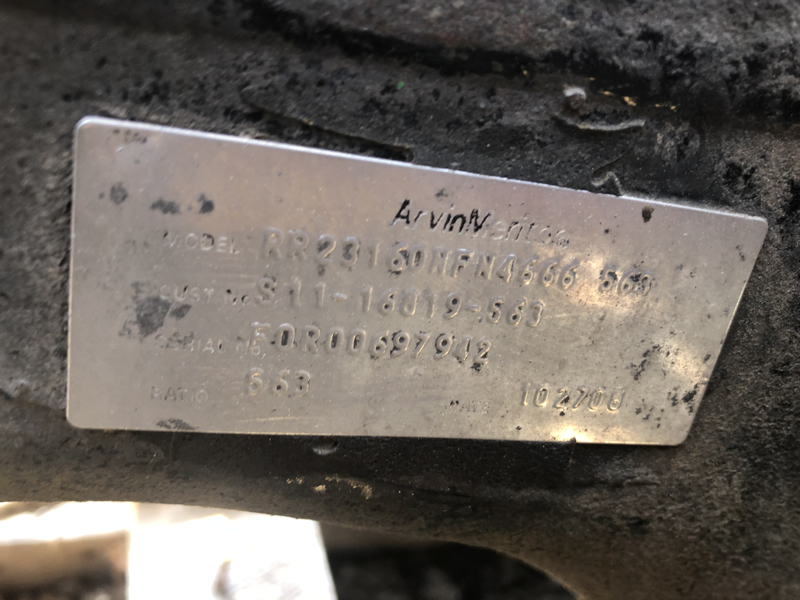 ArvinMeritor
MODEL RR23160NFN4666 563
CUST. No. S11-16019-563
SERIAL NO. FOR00697942
RATIO 563 DATE 102700